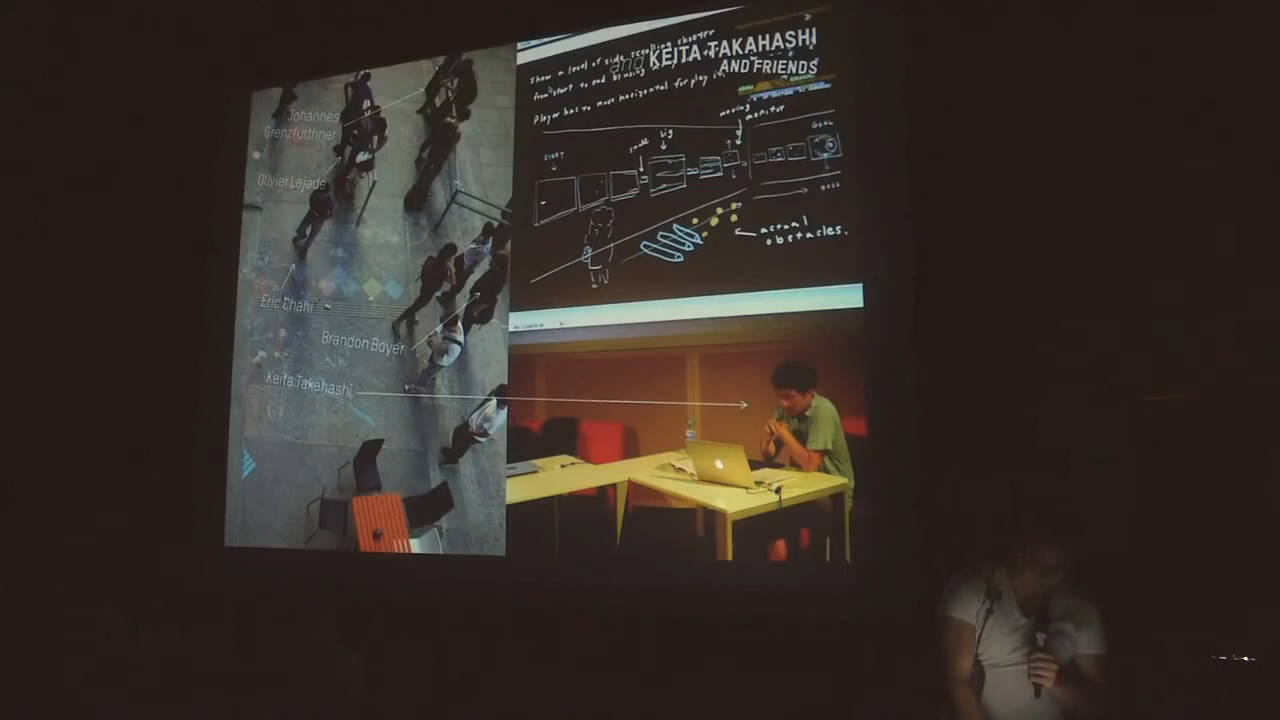 Johannes
Grenzfurthner
Olivier Lejade
Eric Chahi
Brandon Boyer
Keita Takahashi
and KEITA TAKAHASHI
AND FRIENDS
Show a level of side scrolling shooter
from start to end by using
player has to move horizontal for play it.
moving
monitor
big
START
GOAL
BOSS
actual
obstacles.